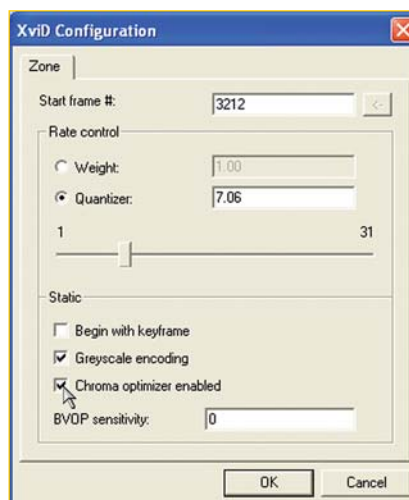 XviD Configuration
Zone
Start frame #: 3212 <-
Rate control
Weight: 1.00
Quantizer: 7.06
1 31
Static
Begin with keyframe
Greyscale encoding
Chroma optimizer enabled
BVOP sensitivity: 0
OK Cancel